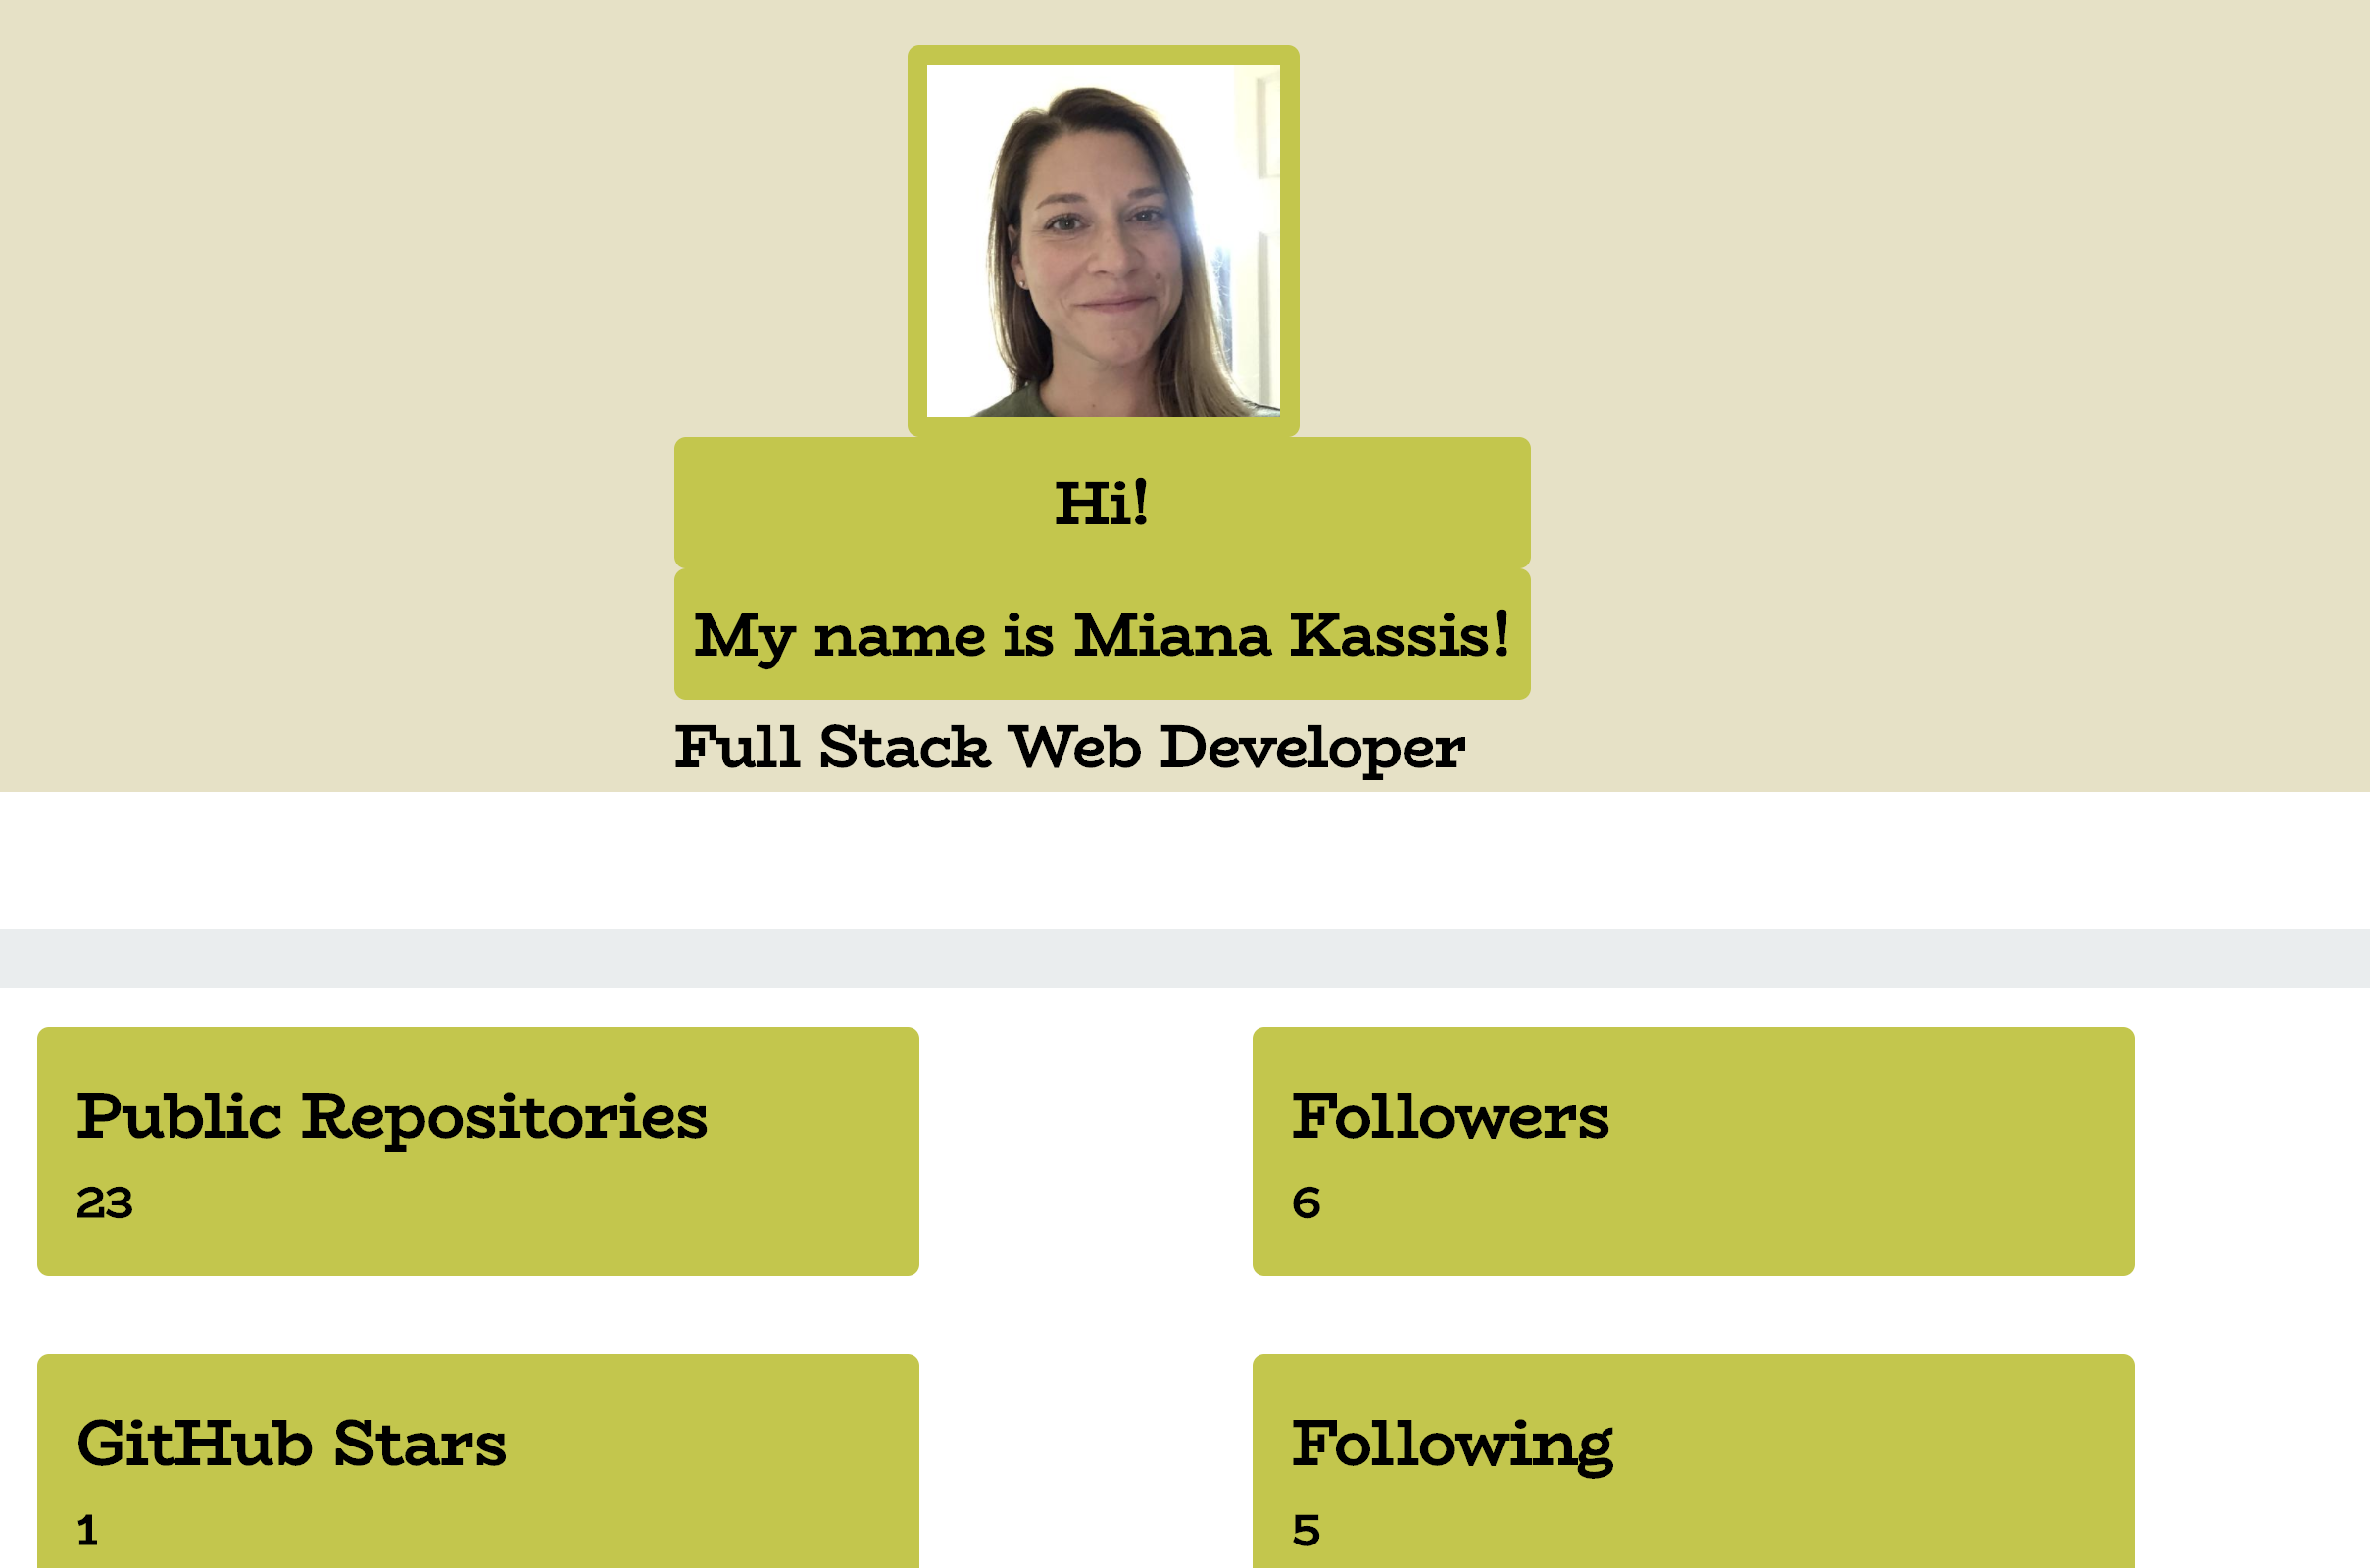 Hi!
My name is Miana Kassis!
Full Stack Web Developer
Public Repositories
23
Followers
6
GitHub Stars
1
Following
5